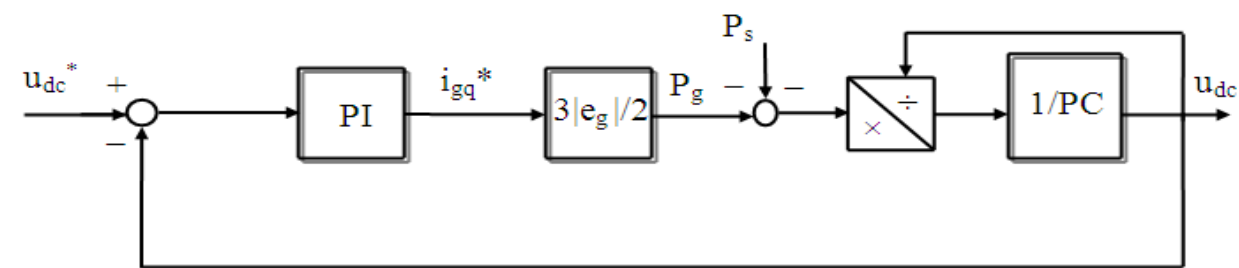 P_s
u_dc*
+
−
PI
i_gq*
3|e_g|/2
P_g
−
−
÷
×
1/PC
u_dc